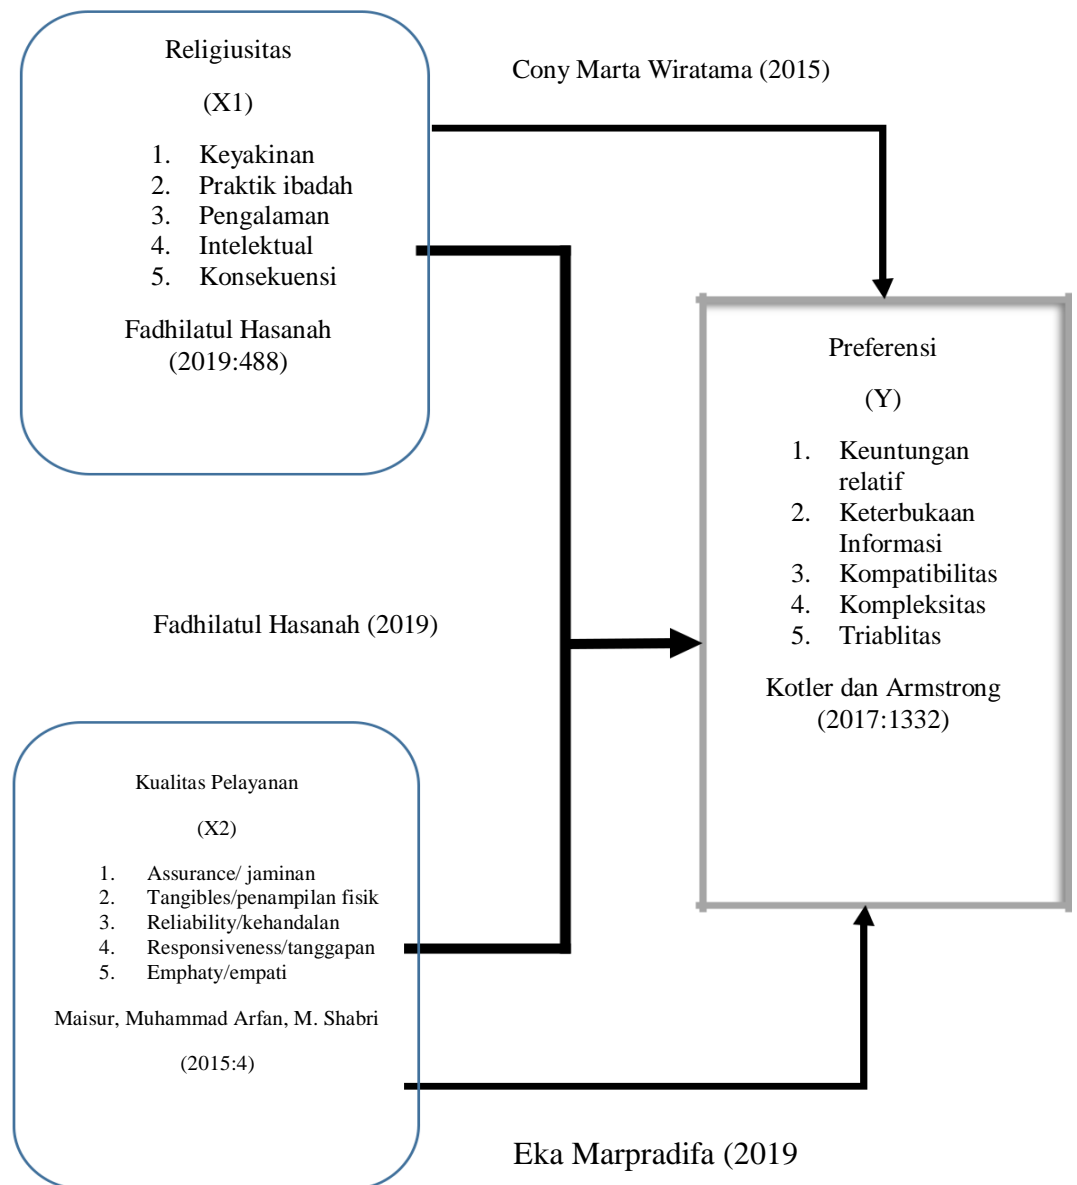 Religiusitas
(X1)
1. Keyakinan
2. Praktik ibadah
3. Pengalaman
4. Intelektual
5. Konsekuensi
Fadhilatul Hasanah
(2019:488)
Cony Marta Wiratama (2015)
Preferensi
(Y)
1. Keuntungan
relatif
2. Keterbukaan
Informasi
3. Kompatibilitas
4. Kompleksitas
5. Triablitas
Kotler dan Armstrong
(2017:1332)
Fadhilatul Hasanah (2019)
Kualitas Pelayanan
(X2)
1. Assurance/ jaminan
2. Tangibles/penampilan fisik
3. Reliability/kehandalan
4. Responsiveness/tanggapan
5. Emphaty/empati
Maisur, Muhammad Arfan, M. Shabri
(2015:4)
Eka Marpradifa (2019